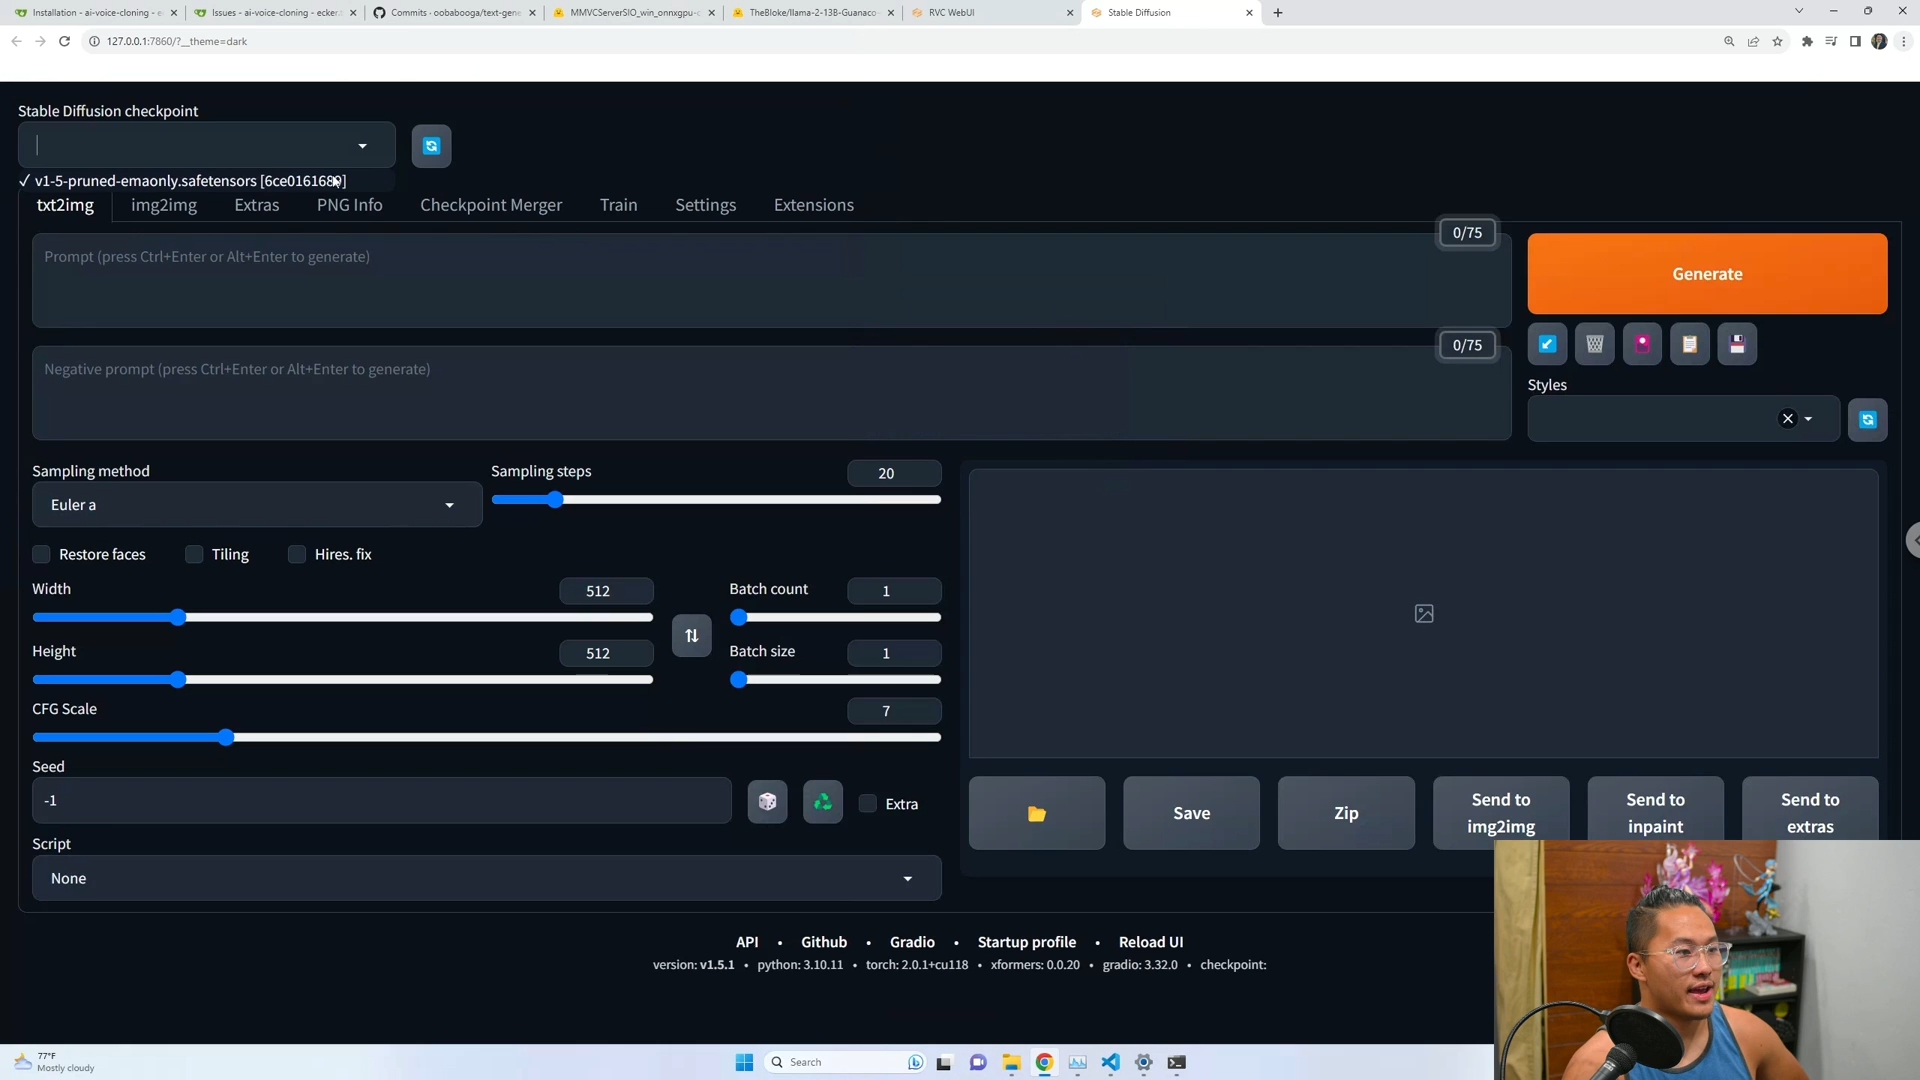 Installation - ai-voice-cloning - e
Issues - ai-voice-cloning - ecker.t
Commits · oobabooga/text-gene
MMVCServerSIO_win_onnxgpu-c
TheBloke/llama-2-13B-Guanaco-
RVC WebUI
Stable Diffusion
127.0.0.1:7860/?__theme=dark
Stable Diffusion checkpoint
✓ v1-5-pruned-emaonly.safetensors [6ce0161689]
txt2img
img2img
Extras
PNG Info
Checkpoint Merger
Train
Settings
Extensions
0/75
Prompt (press Ctrl+Enter or Alt+Enter to generate)
Generate
0/75
Negative prompt (press Ctrl+Enter or Alt+Enter to generate)
Styles
Sampling method
Euler a
Sampling steps
20
Restore faces
Tiling
Hires. fix
Width
512
Batch count
1
Height
512
Batch size
1
CFG Scale
7
Seed
-1
Extra
Script
None
Save
Zip
Send to
img2img
Send to
inpaint
Send to
extras
API • Github • Gradio • Startup profile • Reload UI
version: v1.5.1 • python: 3.10.11 • torch: 2.0.1+cu118 • xformers: 0.0.20 • gradio: 3.32.0 • checkpoint:
77°F
Mostly cloudy
Search